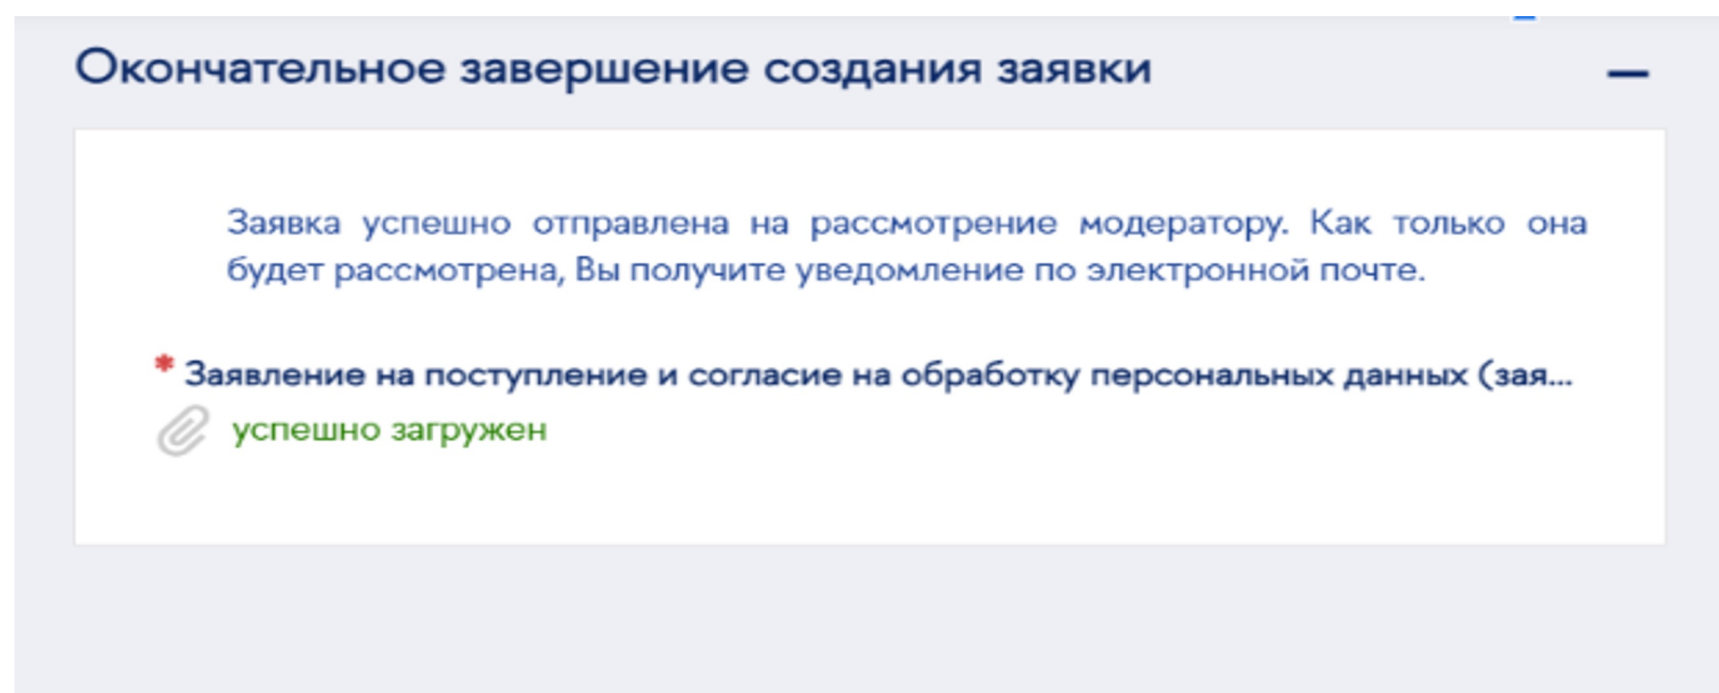 Окончательное завершение создания заявки
Заявка успешно отправлена на рассмотрение модератору. Как только она
будет рассмотрена, Вы получите уведомление по электронной почте.
* Заявление на поступление и согласие на обработку персональных данных (зая...
успешно загружен